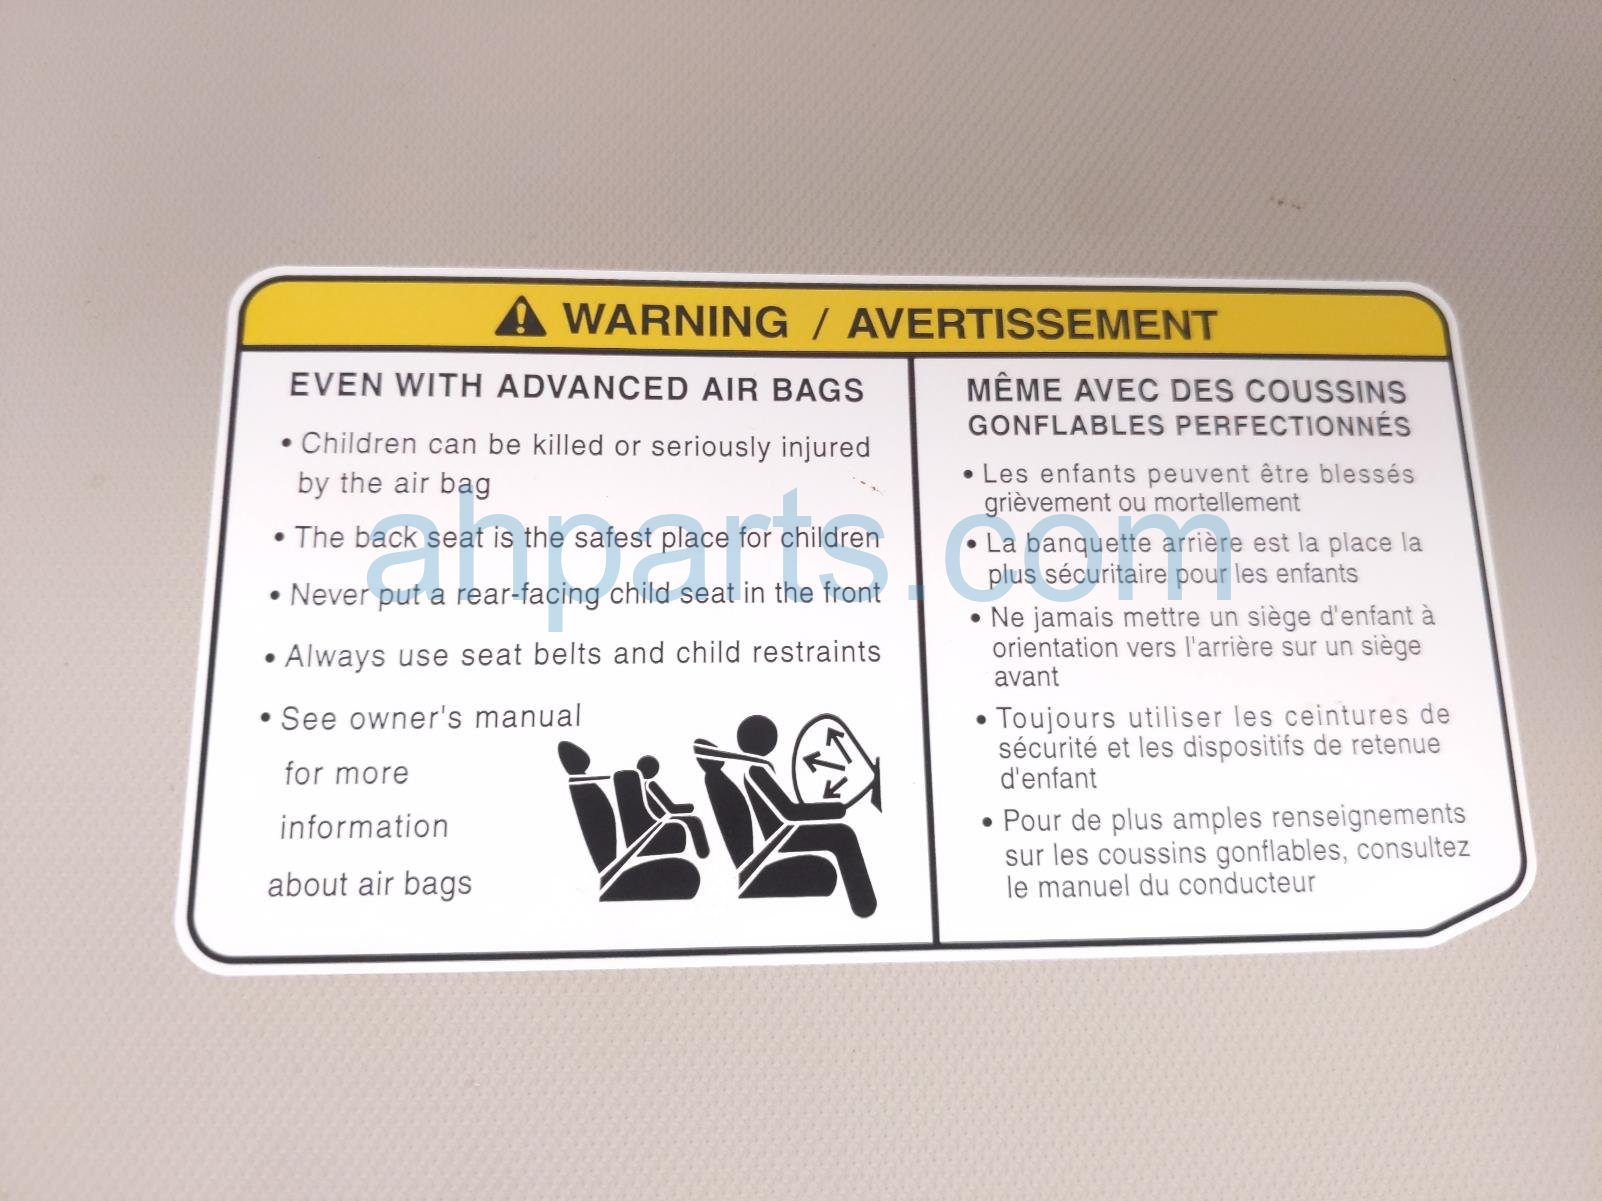 WARNING / AVERTISSEMENT
EVEN WITH ADVANCED AIR BAGS
• Children can be killed or seriously injured
by the air bag
• The back seat is the safest place for children
• Never put a rear-facing child seat in the front
• Always use seat belts and child restraints
• See owner's manual
for more
information
about air bags
MÊME AVEC DES COUSSINS
GONFLABLES PERFECTIONNÉS
• Les enfants peuvent être blessés
grièvement ou mortellement
• La banquette arrière est la place la
plus sécuritaire pour les enfants
• Ne jamais mettre un siège d'enfant à
orientation vers l'arrière sur un siège
avant
• Toujours utiliser les ceintures de
sécurité et les dispositifs de retenue
d'enfant
• Pour de plus amples renseignements
sur les coussins gonflables, consultez
le manuel du conducteur
ahparts.com